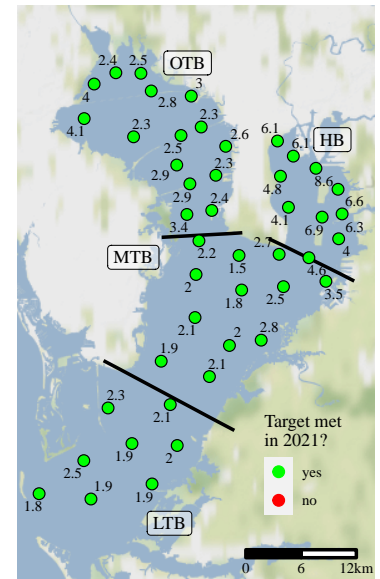 2.4 2.5
OTB
4 2.8 3
6.1
HB
4.1 2.3 2.3
2.5 2.6 6.1
2.9 2.3 4.8 8.6
2.9 2.4 4.1 6.6
3.4 6.9 6.3
4
MTB 2.2 2.7
1.5 4.6
2 1.8 2.5 3.5
2.1
2 2.8
1.9 2.1
2.3 2.1
Target met
in 2021?
1.9 2
2.5 yes
1.9 1.9 no
1.8
LTB
0 6 12km